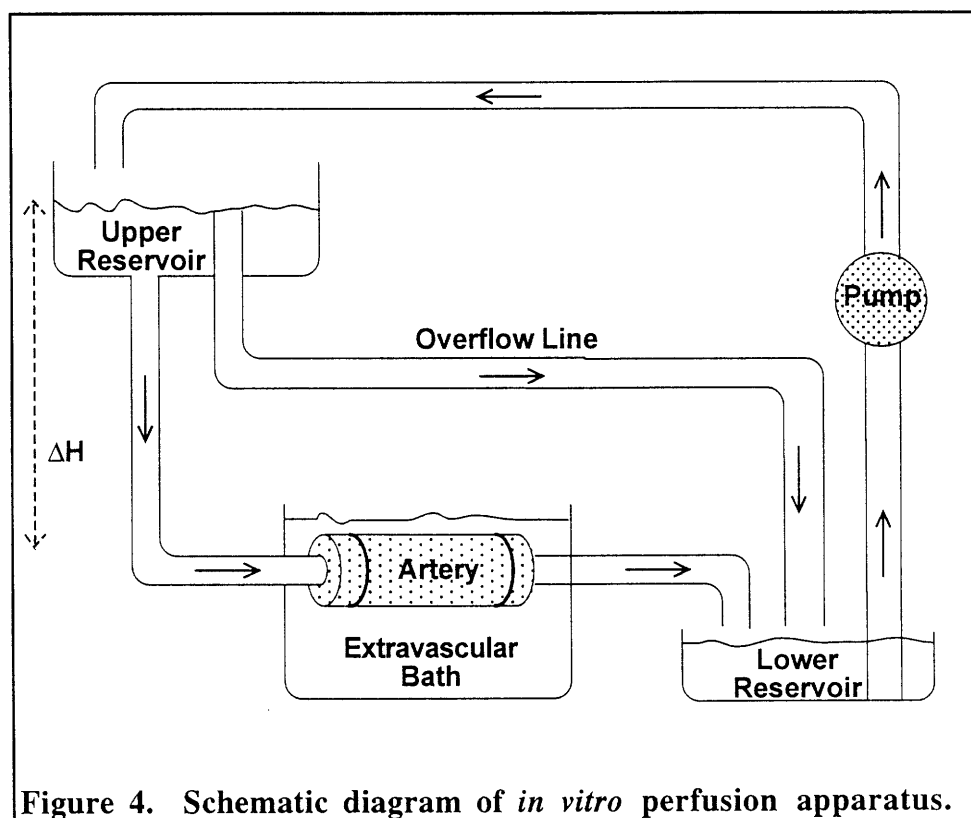 Upper
Reservoir
Pump
Overflow Line
ΔH
Artery
Extravascular
Bath
Lower
Reservoir
Figure 4. Schematic diagram of in vitro perfusion apparatus.